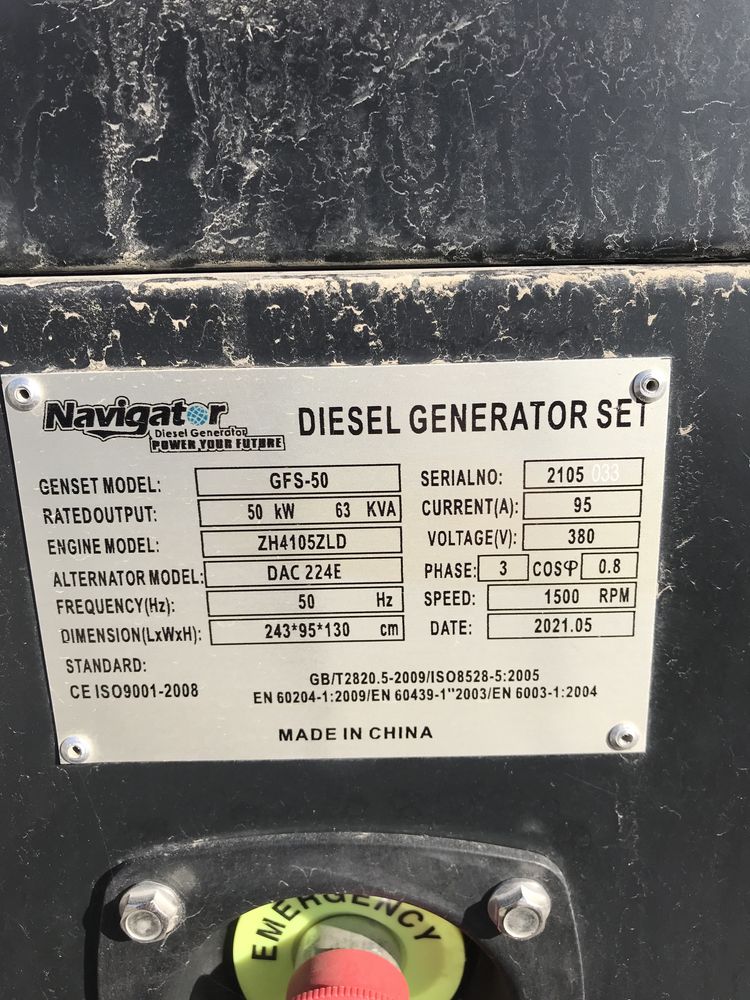 Navigator
Diesel Generator
POWER YOUR FUTURE
DIESEL GENERATOR SET
GENSET MODEL: GFS-50
SERIALNO: 2105 033
RATEDOUTPUT: 50 kW 63 KVA
CURRENT(A): 95
ENGINE MODEL: ZH4105ZLD
VOLTAGE(V): 380
ALTERNATOR MODEL: DAC 224E
PHASE: 3 COSφ 0.8
FREQUENCY(Hz): 50 Hz
SPEED: 1500 RPM
DIMENSION(LxWxH): 243*95*130 cm
DATE: 2021.05
STANDARD:
CE ISO9001-2008
GB/T2820.5-2009/ISO8528-5:2005
EN 60204-1:2009/EN 60439-1"2003/EN 6003-1:2004
MADE IN CHINA
EMERGENCY